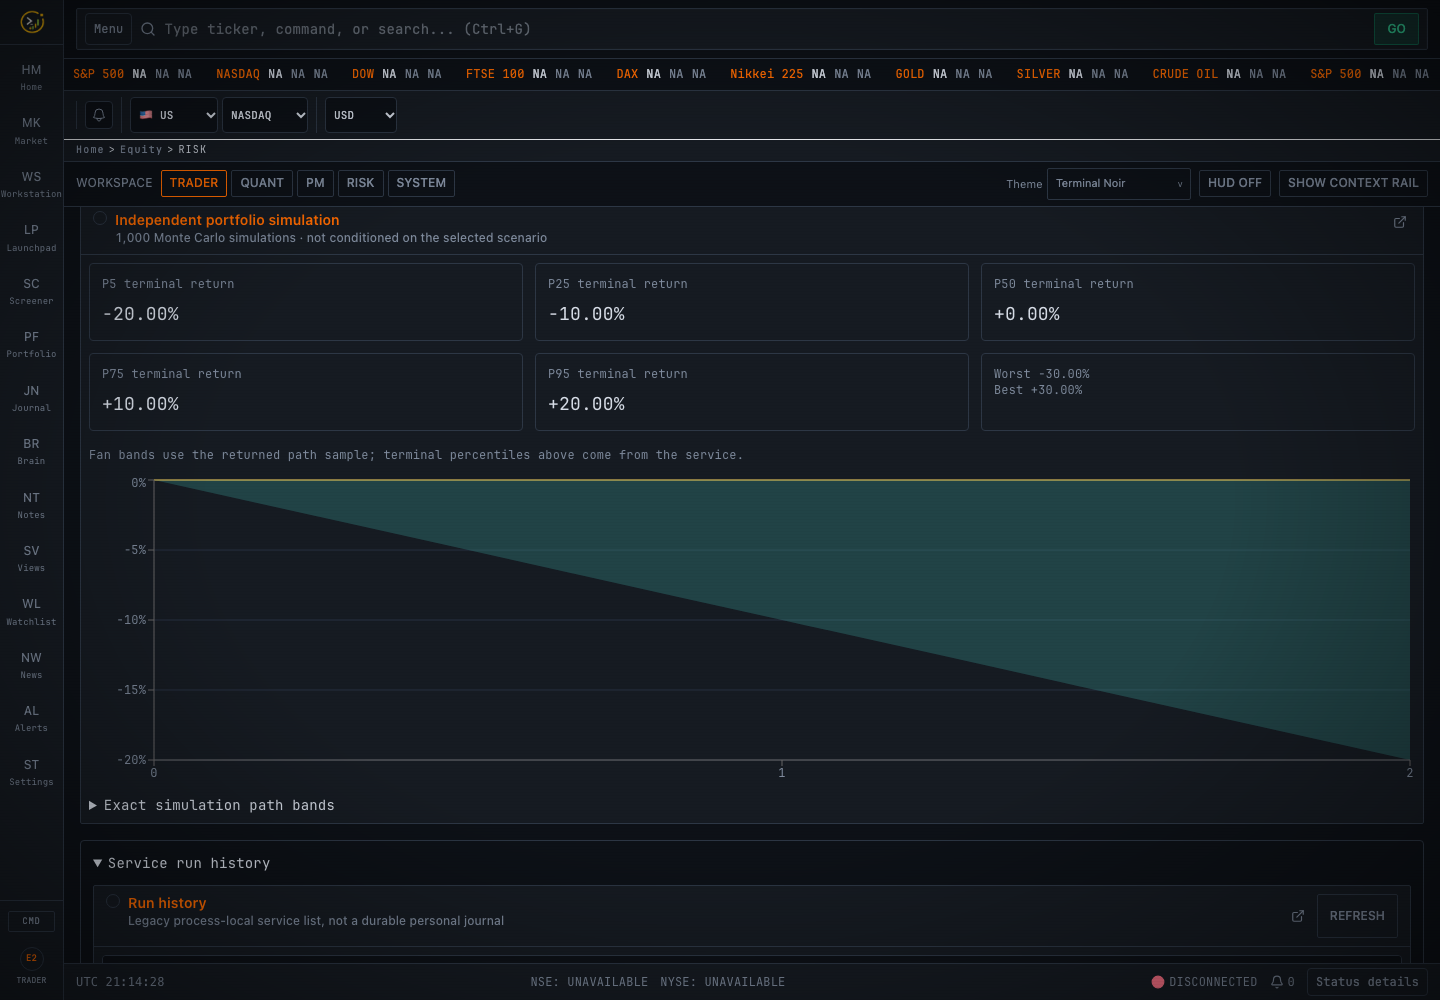 Menu Type ticker, command, or search... (Ctrl+G) GO
S&P 500 NA NA NA NASDAQ NA NA NA DOW NA NA NA FTSE 100 NA NA NA DAX NA NA NA Nikkei 225 NA NA NA GOLD NA NA NA SILVER NA NA NA CRUDE OIL NA NA NA S&P 500 NA NA NA
US NASDAQ USD
Home > Equity > RISK
WORKSPACE TRADER QUANT PM RISK SYSTEM Theme Terminal Noir HUD OFF SHOW CONTEXT RAIL
HM
Home
MK
Market
WS
Workstation
LP
Launchpad
SC
Screener
PF
Portfolio
JN
Journal
BR
Brain
NT
Notes
SV
Views
WL
Watchlist
NW
News
AL
Alerts
ST
Settings
CMD
E2
TRADER
Independent portfolio simulation
1,000 Monte Carlo simulations · not conditioned on the selected scenario
P5 terminal return
-20.00%
P25 terminal return
-10.00%
P50 terminal return
+0.00%
P75 terminal return
+10.00%
P95 terminal return
+20.00%
Worst -30.00%
Best +30.00%
Fan bands use the returned path sample; terminal percentiles above come from the service.
0%
-5%
-10%
-15%
-20%
0 1 2
Exact simulation path bands
Service run history
Run history
Legacy process-local service list, not a durable personal journal
REFRESH
UTC 21:14:28 NSE: UNAVAILABLE NYSE: UNAVAILABLE DISCONNECTED 0 Status details